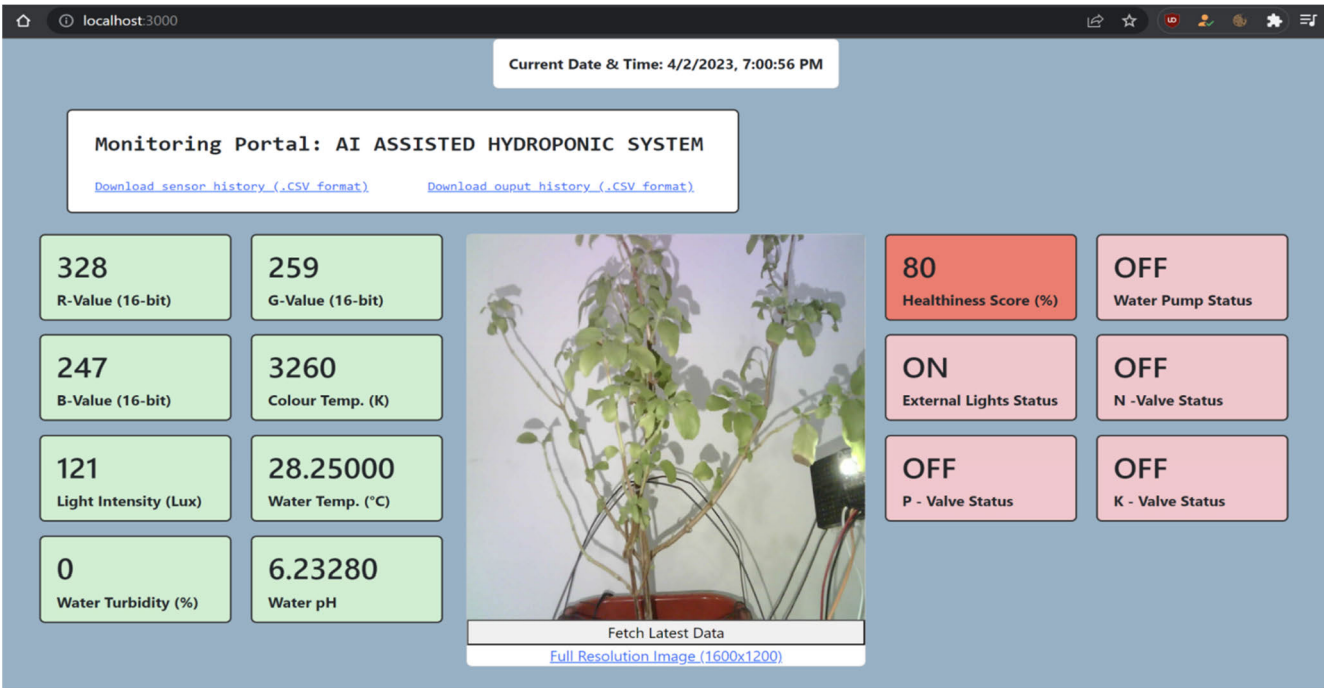 localhost:3000
Current Date & Time: 4/2/2023, 7:00:56 PM
Monitoring Portal: AI ASSISTED HYDROPONIC SYSTEM
Download sensor history (.CSV format)
Download ouput history (.CSV format)
328
R-Value (16-bit)
259
G-Value (16-bit)
247
B-Value (16-bit)
3260
Colour Temp. (K)
121
Light Intensity (Lux)
28.25000
Water Temp. (°C)
0
Water Turbidity (%)
6.23280
Water pH
Fetch Latest Data
Full Resolution Image (1600x1200)
80
Healthiness Score (%)
OFF
Water Pump Status
ON
External Lights Status
OFF
N -Valve Status
OFF
P - Valve Status
OFF
K - Valve Status